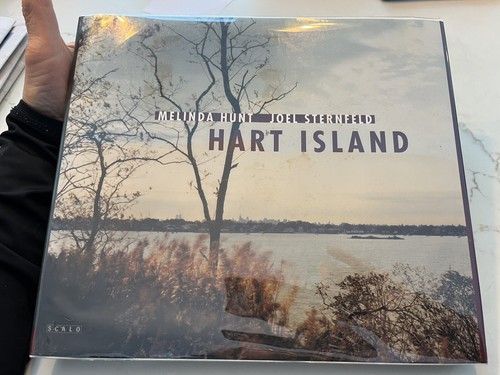 MELINDA HUNT JOEL STERNFELD
HART ISLAND
SCALO